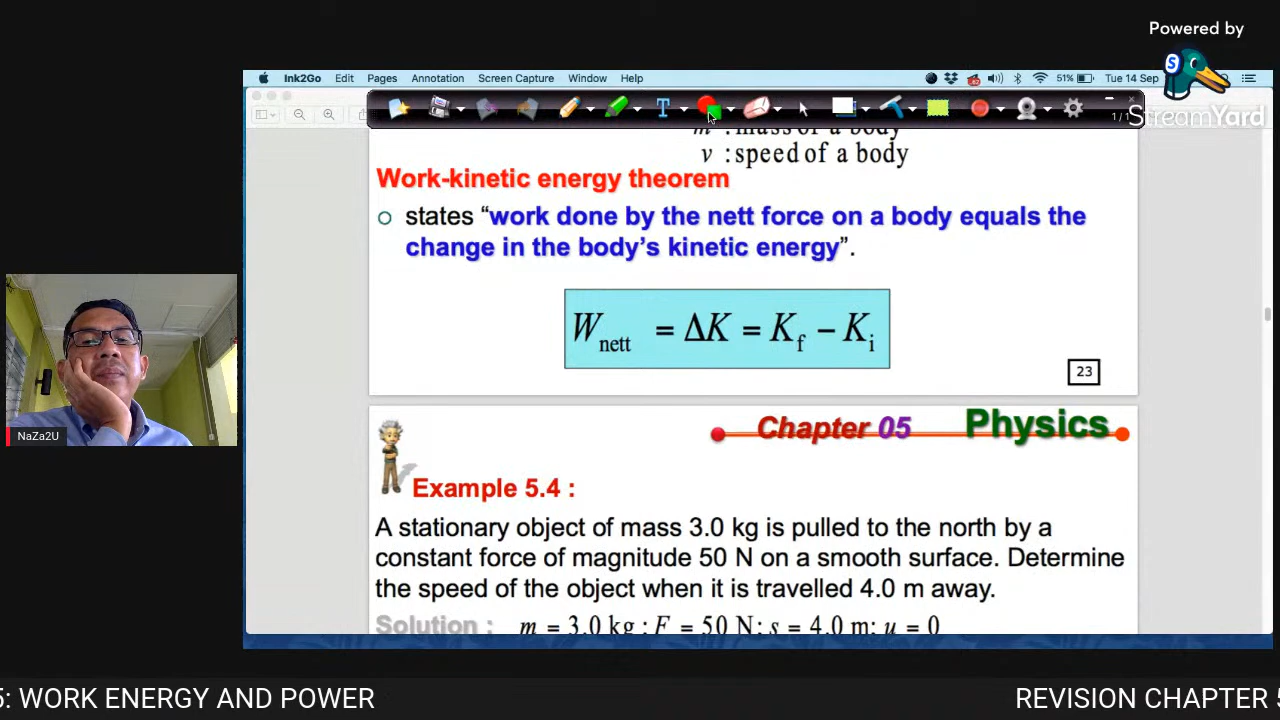 Powered by
StreamYard
Ink2Go Edit Pages Annotation Screen Capture Window Help
51% Tue 14 Sep
T
1/1
m : mass of a body
v : speed of a body
Work-kinetic energy theorem
states “work done by the nett force on a body equals the
change in the body’s kinetic energy”.
W nett = ΔK = K f − K i
23
NaZa2U
Chapter 05 Physics
Example 5.4 :
A stationary object of mass 3.0 kg is pulled to the north by a
constant force of magnitude 50 N on a smooth surface. Determine
the speed of the object when it is travelled 4.0 m away.
Solution : m = 3.0 kg ; F = 50 N; s = 4.0 m; u = 0
5: WORK ENERGY AND POWER
REVISION CHAPTER 5